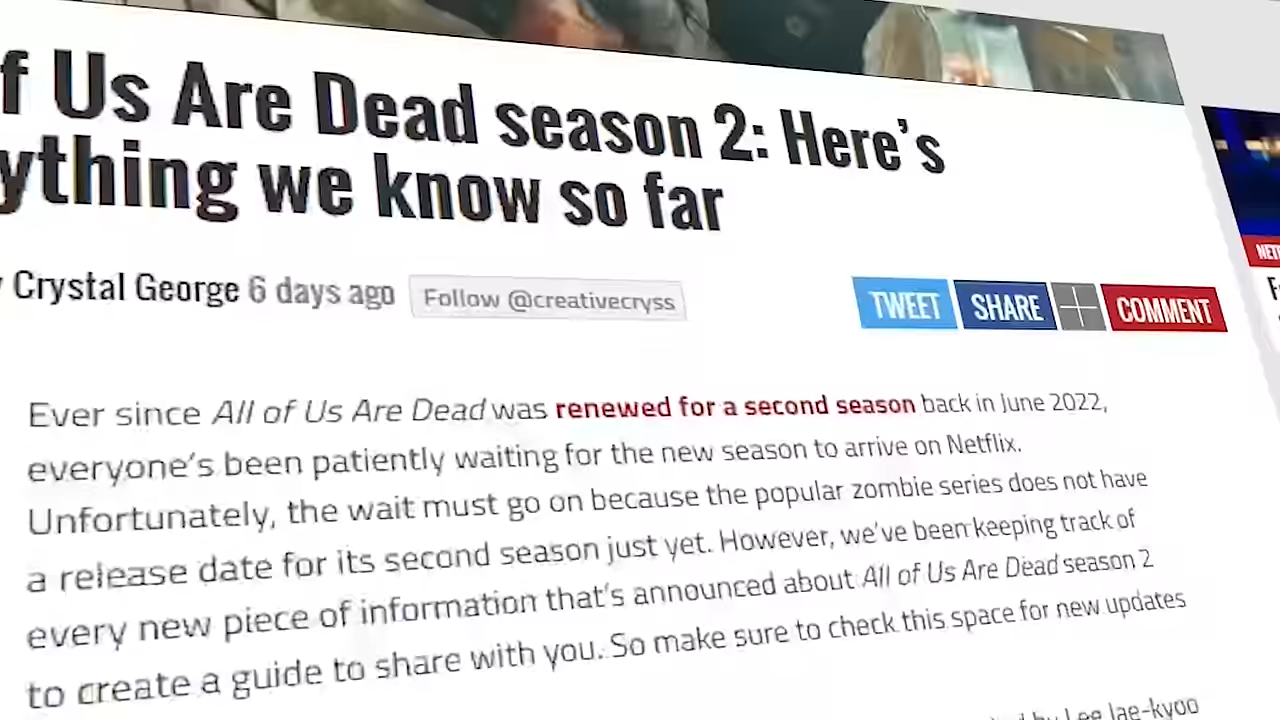 f Us Are Dead season 2: Here's
ything we know so far
Crystal George 6 days ago Follow @creativecryss
TWEET SHARE COMMENT
Ever since All of Us Are Dead was renewed for a second season back in June 2022,
everyone's been patiently waiting for the new season to arrive on Netflix.
Unfortunately, the wait must go on because the popular zombie series does not have
a release date for its second season just yet. However, we've been keeping track of
every new piece of information that's announced about All of Us Are Dead season 2
to create a guide to share with you. So make sure to check this space for new updates
by Lee Jae-kyoo